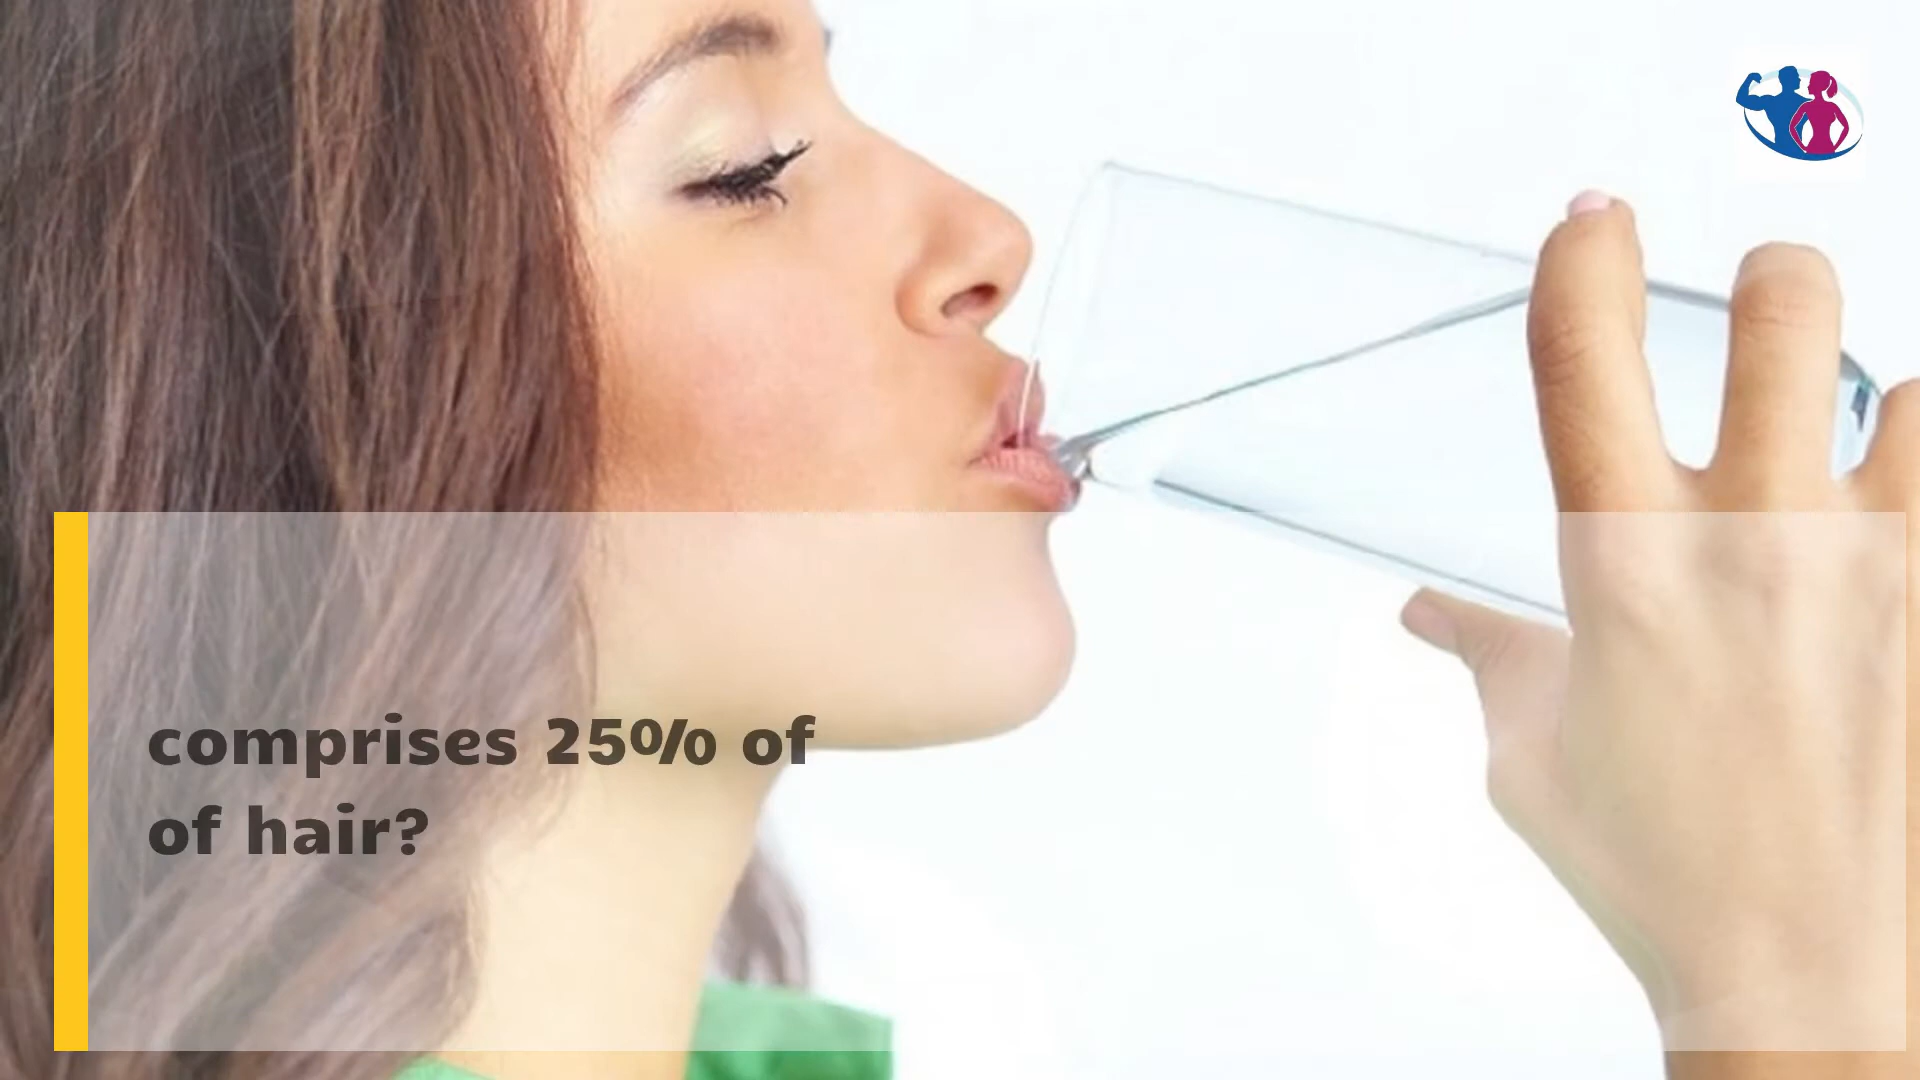 comprises 25% of
of hair?